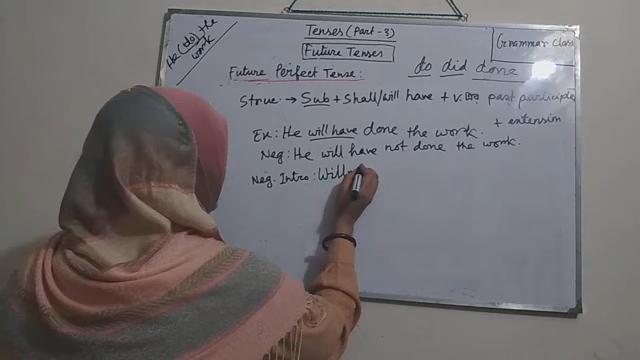 He (do) the work
Tenses (Part-3)
Future Tenses
Grammar Class
Future Perfect Tense:
do did done
Struc → Sub + Shall/will have + v. past participle + extension
Ex: He will have done the work.
Neg: He will have not done the work.
Neg. Intro: Will